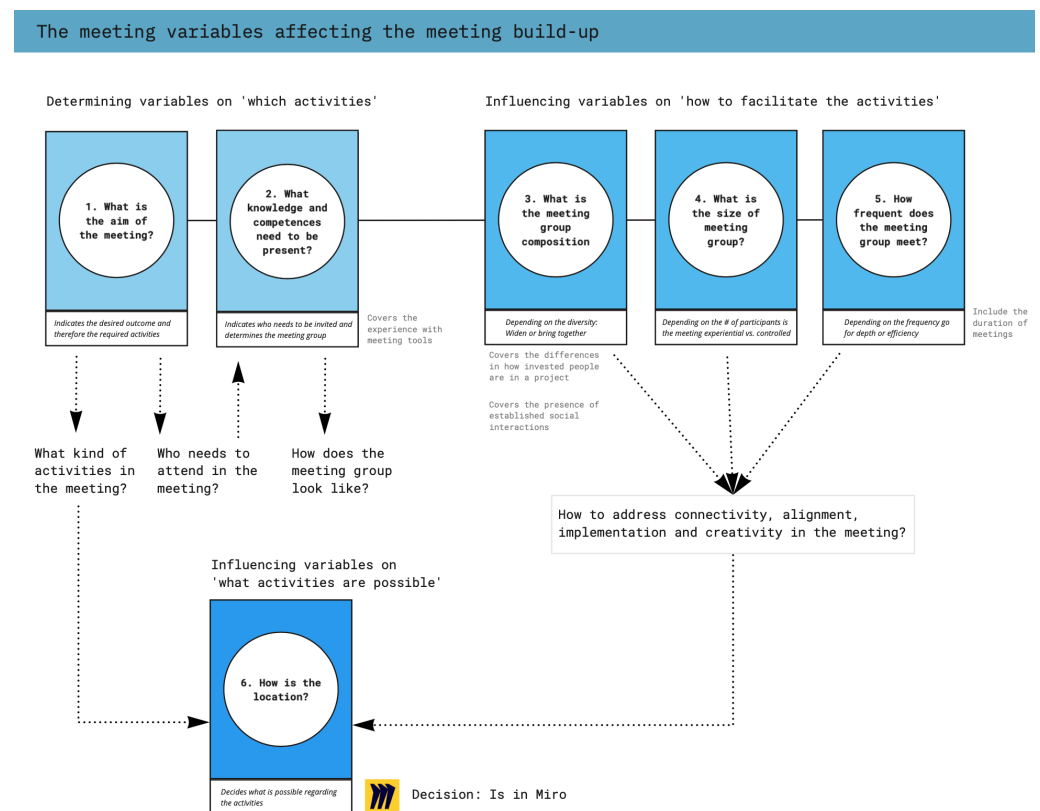 The meeting variables affecting the meeting build-up
Determining variables on 'which activities'
1. What is
the aim of
the meeting?
Indicates the desired outcome and
therefore the required activities
2. What
knowledge and
competences
need to be
present?
Indicates who needs to be invited and
determines the meeting group
Covers the
experience with
meeting tools
What kind of
activities in
the meeting?
Who needs to
attend in the
meeting?
How does the
meeting group
look like?
Influencing variables on 'how to facilitate the activities'
3. What is
the meeting
group
composition
Depending on the diversity:
Widen or bring together
Covers the differences
in how invested people
are in a project
Covers the presence of
established social
interactions
4. What is
the size of
meeting
group?
Depending on the # of participants is
the meeting experiential vs. controlled
5. How
frequent does
the meeting
group meet?
Depending on the frequency go
for depth or efficiency
Include the
duration of
meetings
How to address connectivity, alignment,
implementation and creativity in the meeting?
Influencing variables on
'what activities are possible'
6. How is the
location?
Decides what is possible regarding
the activities
Decision: Is in Miro